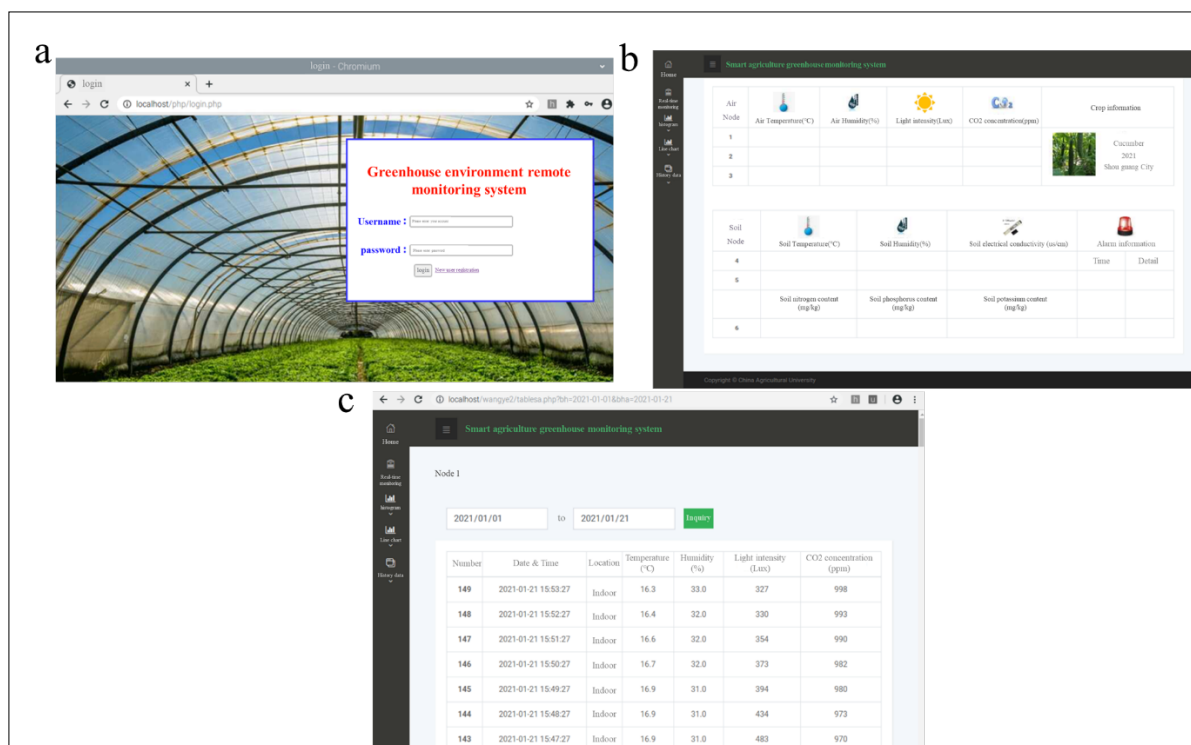 a
login - Chromium
login
localhost/php/login.php
Greenhouse environment remote
monitoring system
Username :
password :
login New user registration
b
Smart agriculture greenhouse monitoring system
Home
Real-time
monitoring
histogram
Line chart
History data
Air
Node
Air Temperature(°C)
Air Humidity(%)
Light intensity(Lux)
CO2 concentration(ppm)
Crop information
1
2
3
Cucumber
2021
Shou guang City
Soil
Node
Soil Temperature(°C)
Soil Humidity(%)
Soil electrical conductivity (us/cm)
Alarm information
4
Time Detail
5
Soil nitrogen content
(mg/kg)
Soil phosphorus content
(mg/kg)
Soil potassium content
(mg/kg)
6
Copyright © China Agricultural University
c
localhost/wangye2/tablesa.php?bh=2021-01-01&bha=2021-01-21
Smart agriculture greenhouse monitoring system
Home
Real-time
monitoring
histogram
Line chart
History data
Node 1
2021/01/01 to 2021/01/21 Inquiry
Number Date & Time Location Temperature (°C) Humidity (%) Light intensity (Lux) CO2 concentration (ppm)
149 2021-01-21 15:53:27 Indoor 16.3 33.0 327 998
148 2021-01-21 15:52:27 Indoor 16.4 32.0 330 993
147 2021-01-21 15:51:27 Indoor 16.6 32.0 354 990
146 2021-01-21 15:50:27 Indoor 16.7 32.0 373 982
145 2021-01-21 15:49:27 Indoor 16.9 31.0 394 980
144 2021-01-21 15:48:27 Indoor 16.9 31.0 434 973
143 2021-01-21 15:47:27 Indoor 16.9 31.0 483 970